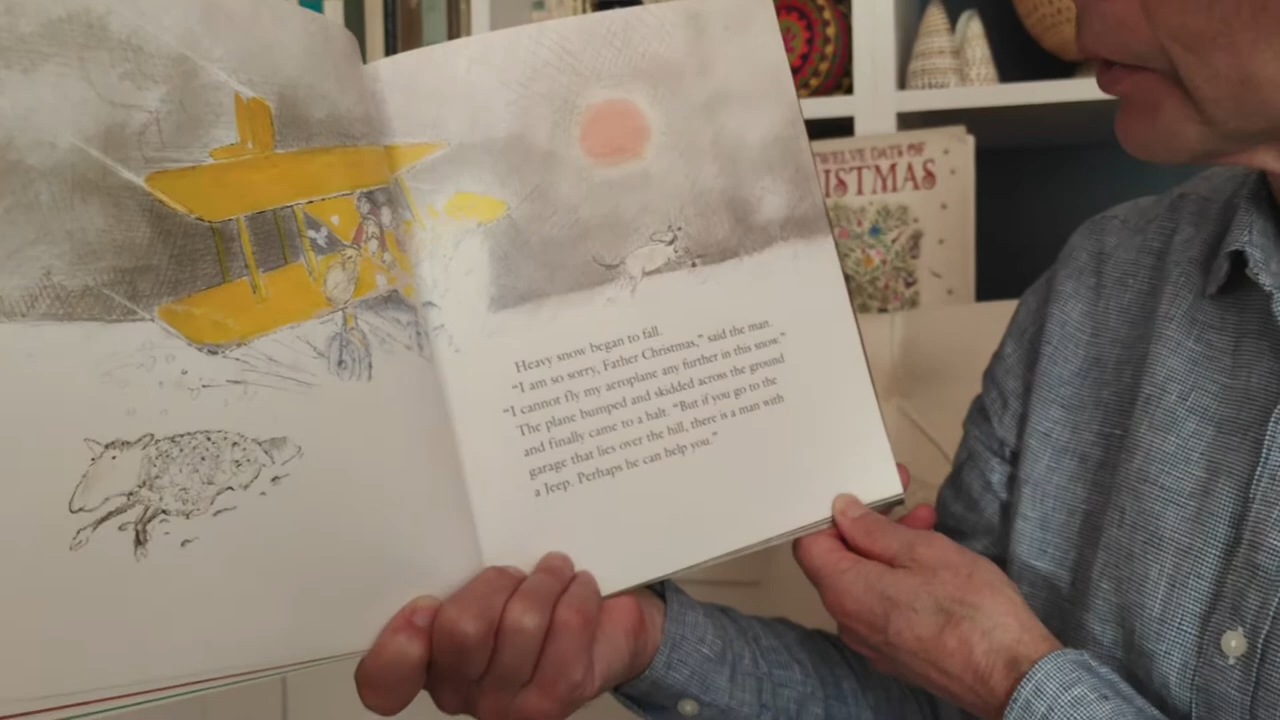 Heavy snow began to fall.
“I am so sorry, Father Christmas,” said the man.
“I cannot fly my aeroplane any further in this snow.”
The plane bumped and skidded across the ground
and finally came to a halt. “But if you go to the
garage that lies over the hill, there is a man with
a Jeep. Perhaps he can help you.”
TWELVE DAYS OF
ISTMAS